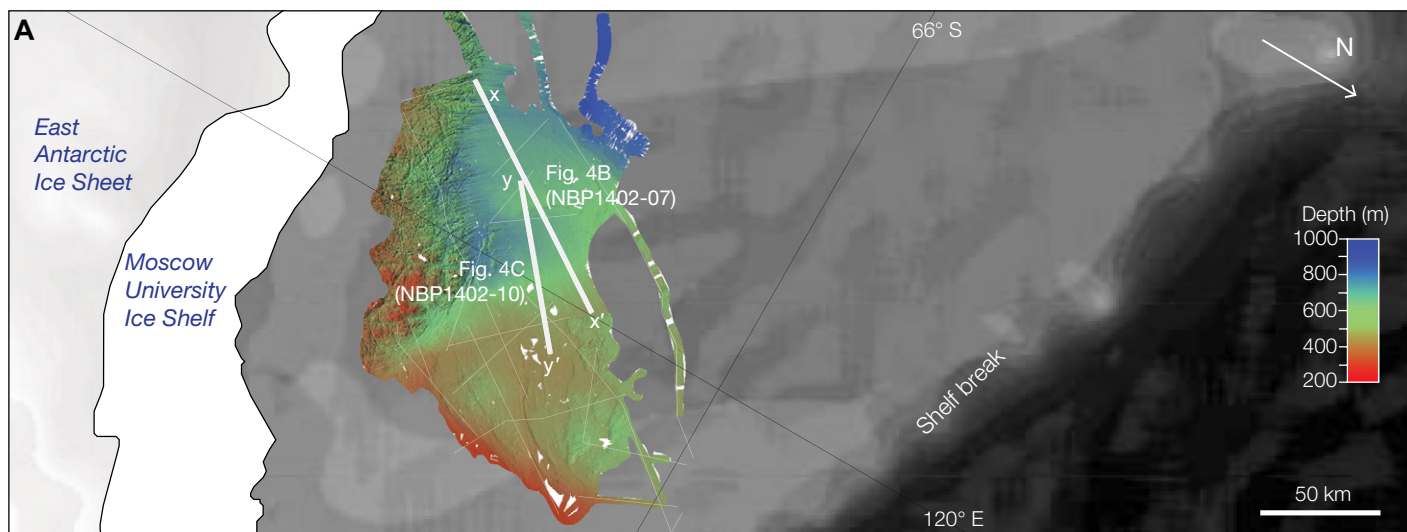 A
66° S
N
East
Antarctic
Ice Sheet
x
y
Fig. 4B
(NBP1402-07)
Moscow
University
Ice Shelf
Fig. 4C
(NBP1402-10)
x'
y'
Shelf break
Depth (m)
1000
800
600
400
200
50 km
120° E